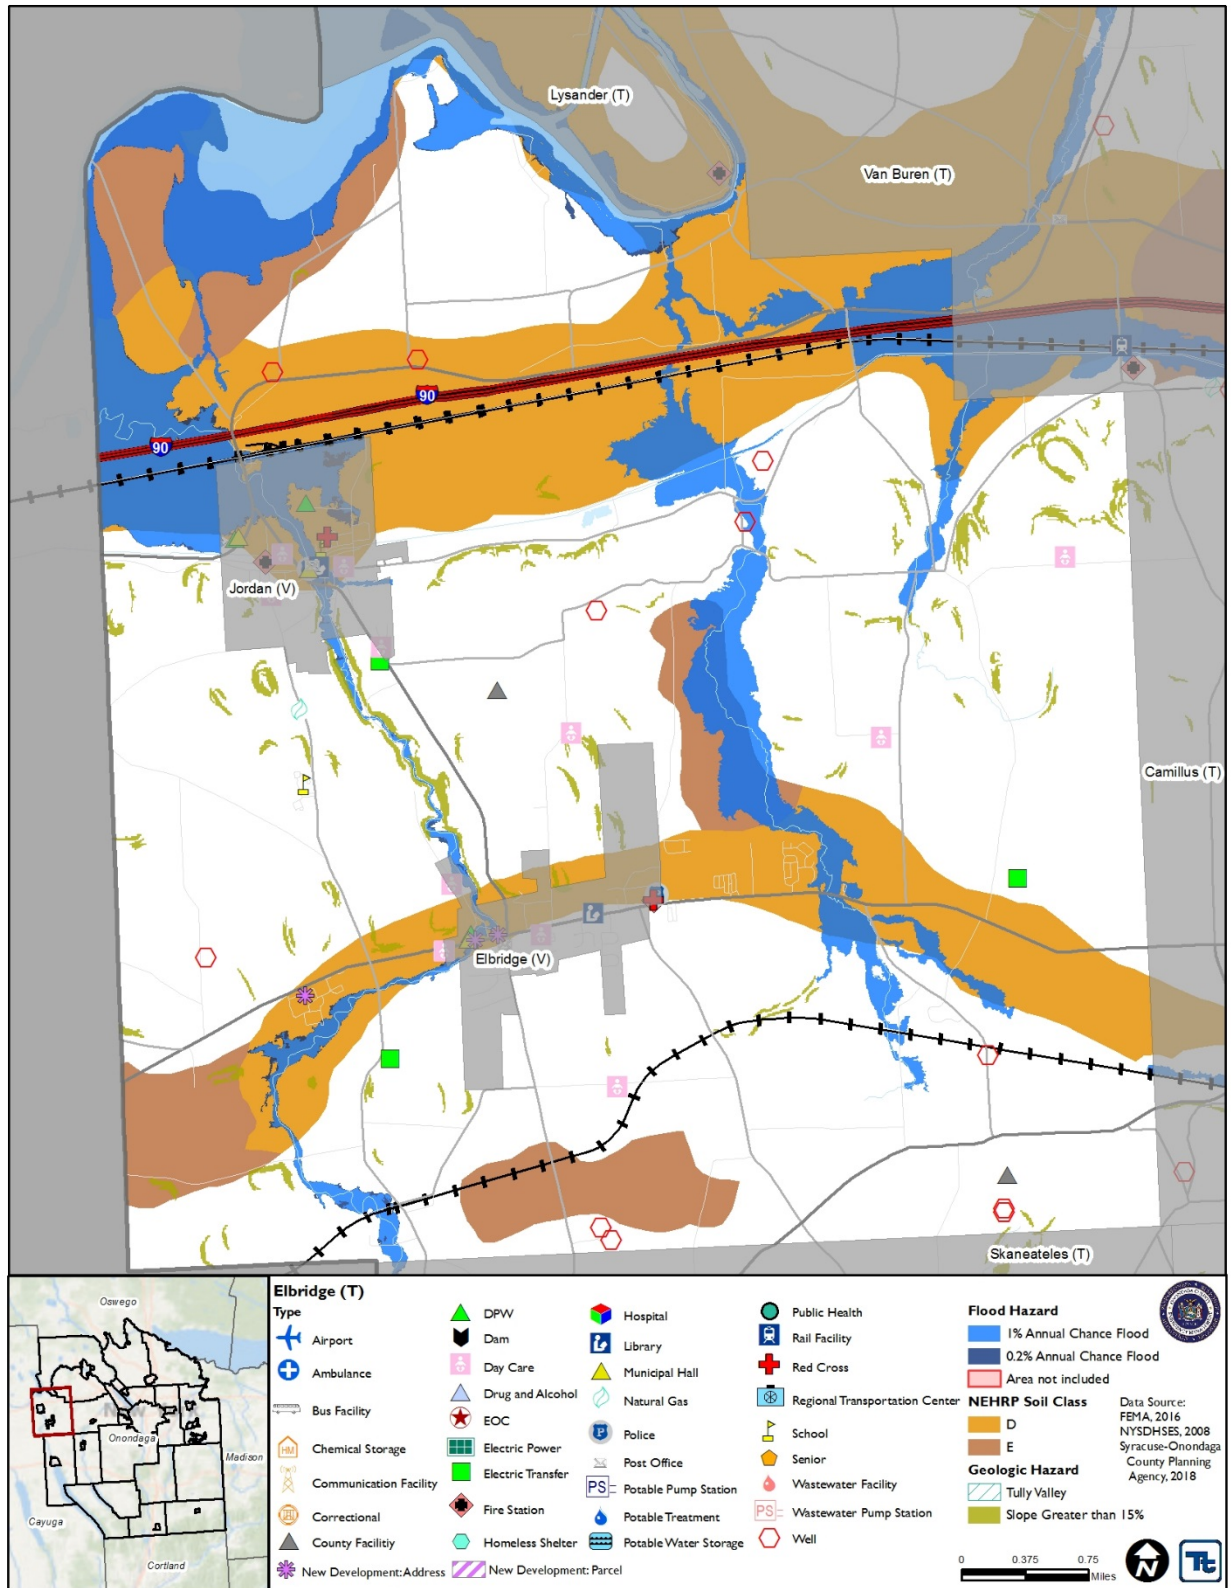 Lysander (T)
Van Buren (T)
90
90
Jordan (V)
Camillus (T)
Elbridge (V)
Skaneateles (T)
Oswego
Onondaga
Madison
Cayuga
Cortland
Elbridge (T)
Type
Airport
Ambulance
Bus Facility
HM Chemical Storage
Communication Facility
Correctional
County Facilitiy
New Development: Address
DPW
Dam
Day Care
Drug and Alcohol
EOC
Electric Power
Electric Transfer
Fire Station
Homeless Shelter
New Development: Parcel
Hospital
Library
Municipal Hall
Natural Gas
P Police
Post Office
PS Potable Pump Station
Potable Treatment
Potable Water Storage
Public Health
Rail Facility
Red Cross
Regional Transportation Center
School
Senior
Wastewater Facility
PS Wastewater Pump Station
Well
Flood Hazard
1% Annual Chance Flood
0.2% Annual Chance Flood
Area not included
NEHRP Soil Class
D
E
Geologic Hazard
Tully Valley
Slope Greater than 15%
Data Source:
FEMA, 2016
NYSDHSES, 2008
Syracuse-Onondaga
County Planning
Agency, 2018
0 0.375 0.75
Miles
N
Tt